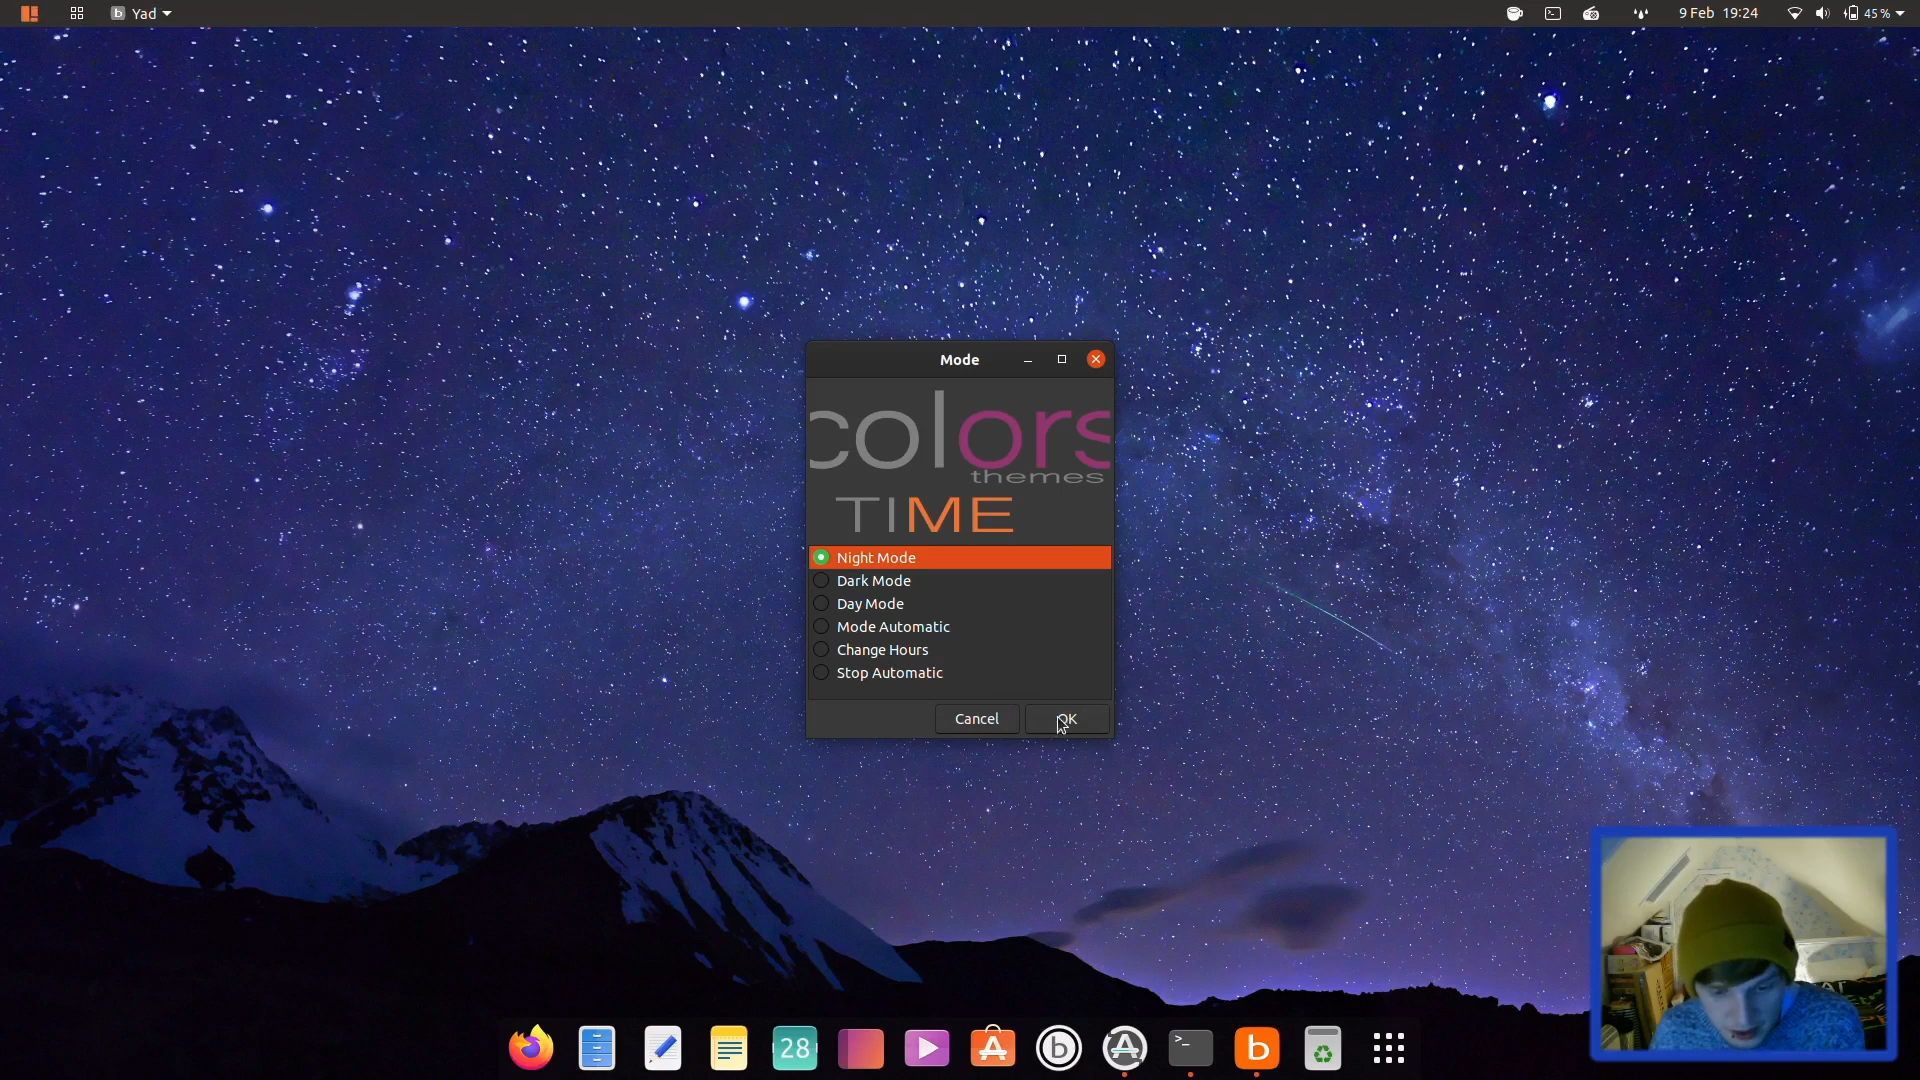 Yad
9 Feb 19:24
45 %
Mode
colors
themes
TIME
Night Mode
Dark Mode
Day Mode
Mode Automatic
Change Hours
Stop Automatic
Cancel
OK
28